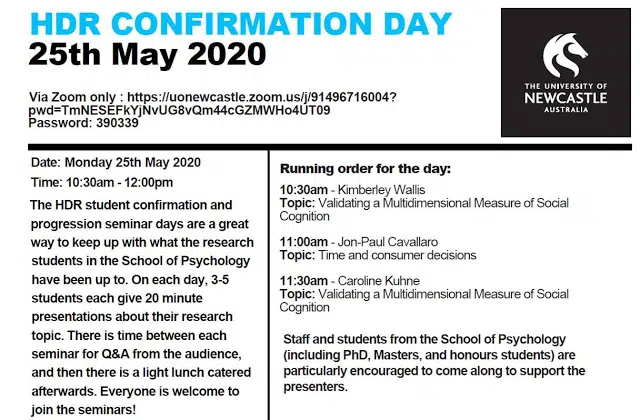 HDR CONFIRMATION DAY
25th May 2020
THE UNIVERSITY OF
NEWCASTLE
AUSTRALIA
Via Zoom only : https://uonewcastle.zoom.us/j/91496716004?
pwd=TmNESEFkYjNvUG8vQm44cGZMWHo4UT09
Password: 390339
Date: Monday 25th May 2020
Time: 10:30am - 12:00pm
The HDR student confirmation and
progression seminar days are a great
way to keep up with what the research
students in the School of Psychology
have been up to. On each day, 3-5
students each give 20 minute
presentations about their research
topic. There is time between each
seminar for Q&A from the audience,
and then there is a light lunch catered
afterwards. Everyone is welcome to
join the seminars!
Running order for the day:
10:30am - Kimberley Wallis
Topic: Validating a Multidimensional Measure of Social
Cognition
11:00am - Jon-Paul Cavallaro
Topic: Time and consumer decisions
11:30am - Caroline Kuhne
Topic: Validating a Multidimensional Measure of Social
Cognition
Staff and students from the School of Psychology
(including PhD, Masters, and honours students) are
particularly encouraged to come along to support the
presenters.